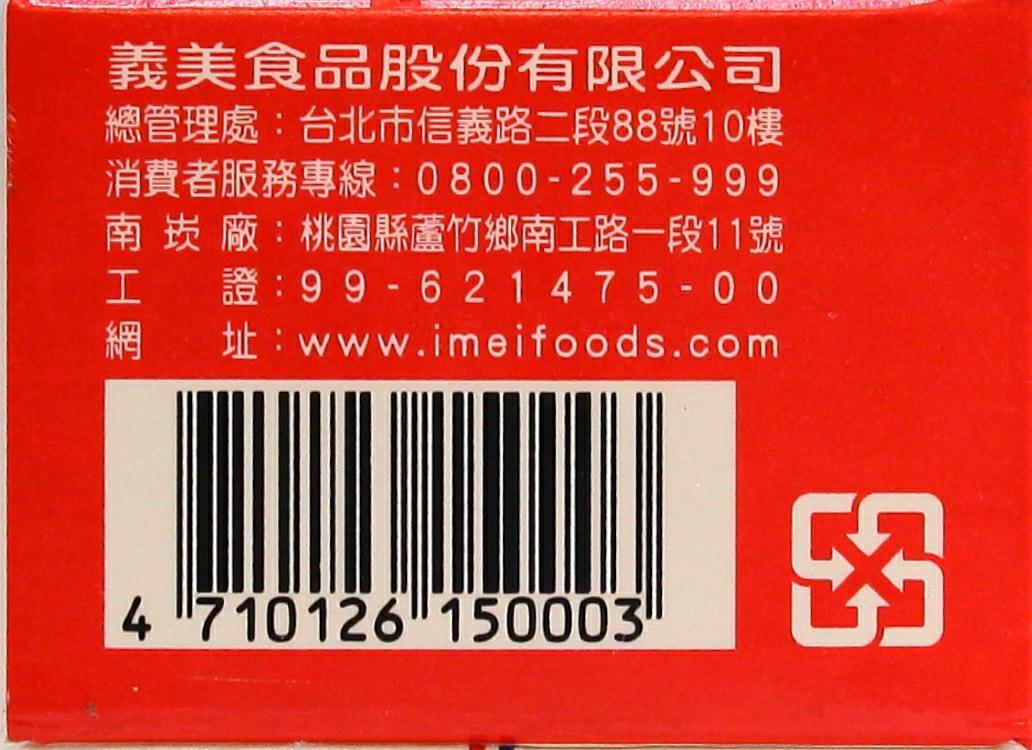 義美食品股份有限公司
總管理處：台北市信義路二段88號10樓
消費者服務專線：0800-255-999
南崁廠：桃園縣蘆竹鄉南工路一段11號
工證：99-621475-00
網址：www.imeifoods.com
4 710126 150003